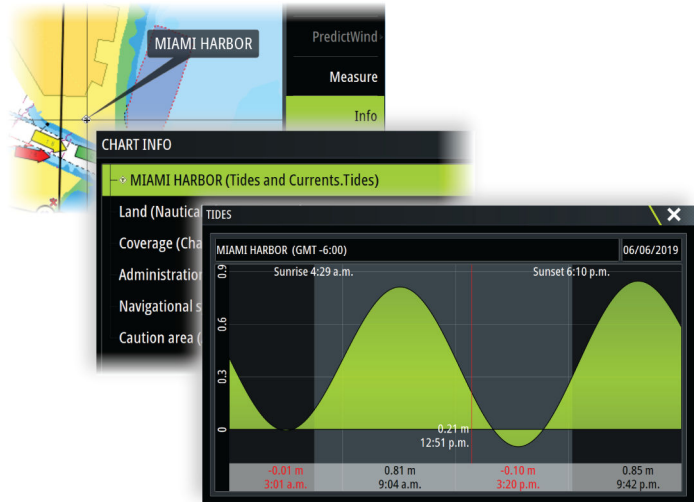 MIAMI HARBOR
PredictWind
Measure
Info
CHART INFO
MIAMI HARBOR (Tides and Currents.Tides)
Land (Nautica
Coverage (Cha
Administratio
Navigational s
Caution area (
TIDES
MIAMI HARBOR (GMT -6:00)
06/06/2019
Sunrise 4:29 a.m.
Sunset 6:10 p.m.
0.9
0.6
0.3
0
0.21 m
12:51 p.m.
-0.01 m
3:01 a.m.
0.81 m
9:04 a.m.
-0.10 m
3:20 p.m.
0.85 m
9:42 p.m.